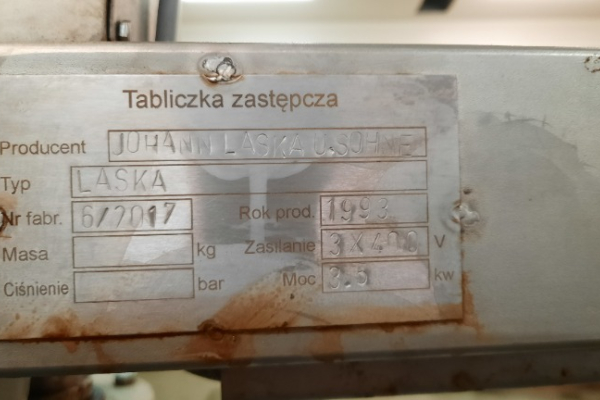 Tabliczka zastępcza
Producent JOHANN LASKA U.SOHNE
Typ LASKA
Nr fabr. 6/2017 Rok prod. 1993
Masa kg Zasilanie 3X400 V
Ciśnienie bar Moc 3.5 kw